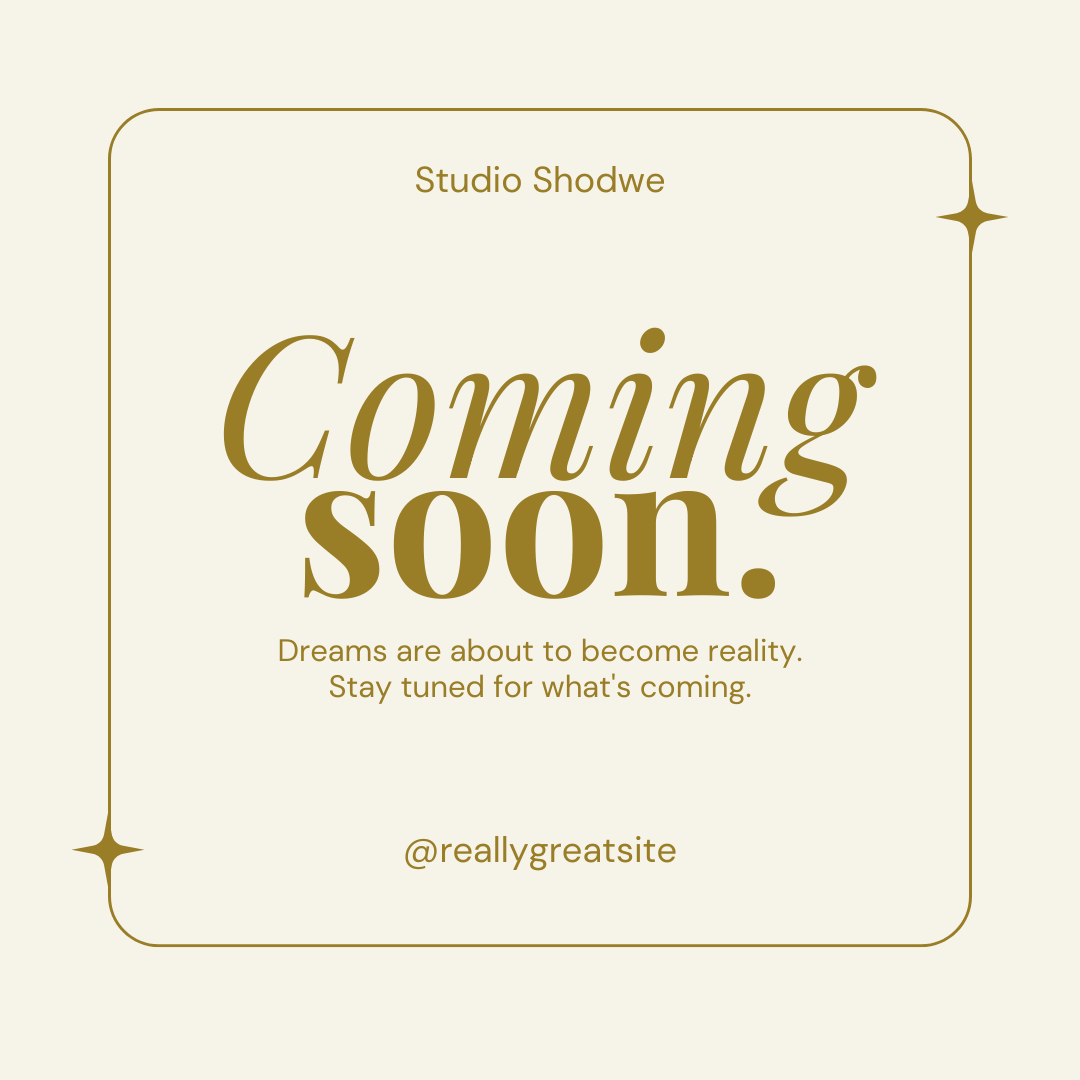 Studio Shodwe
Coming
soon.
Dreams are about to become reality.
Stay tuned for what's coming.
@reallygreatsite